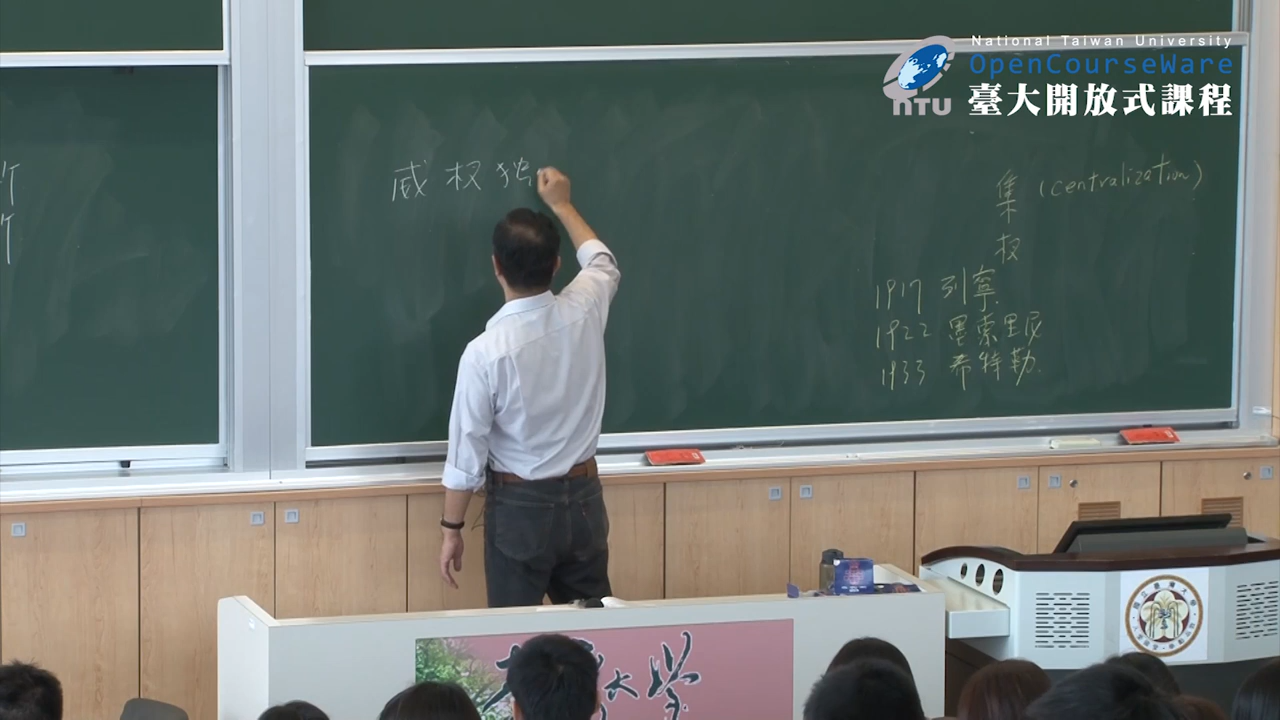 National Taiwan University
OpenCourseWare
臺大開放式課程
NTU
威权独
集 (centralization)
权
1917 列寧
1922 墨索里尼
1933 希特勒